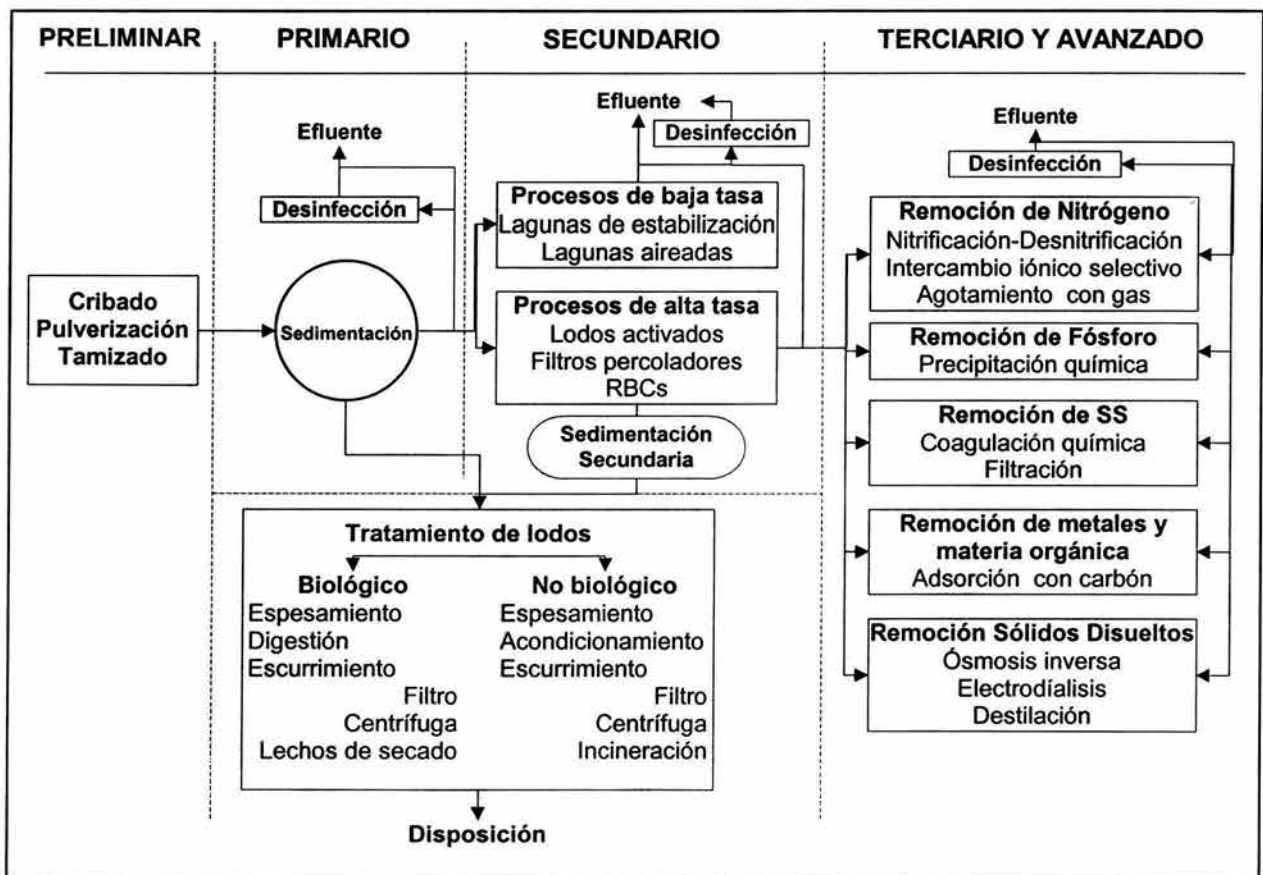 PRELIMINAR
PRIMARIO
SECUNDARIO
TERCIARIO Y AVANZADO
Cribado
Pulverización
Tamizado
Efluente
Desinfección
Sedimentación
Efluente
Desinfección
Procesos de baja tasa
Lagunas de estabilización
Lagunas aireadas
Procesos de alta tasa
Lodos activados
Filtros percoladores
RBCs
Sedimentación
Secundaria
Efluente
Desinfección
Remoción de Nitrógeno
Nitrificación-Desnitrificación
Intercambio iónico selectivo
Agotamiento con gas
Remoción de Fósforo
Precipitación química
Remoción de SS
Coagulación química
Filtración
Remoción de metales y
materia orgánica
Adsorción con carbón
Remoción Sólidos Disueltos
Ósmosis inversa
Electrodíalisis
Destilación
Tratamiento de lodos
Biológico
Espesamiento
Digestión
Escurrimiento
Filtro
Centrífuga
Lechos de secado
No biológico
Espesamiento
Acondicionamiento
Escurrimiento
Filtro
Centrífuga
Incineración
Disposición